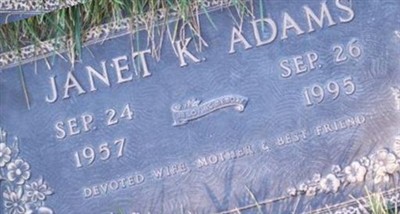 JANET K. ADAMS
SEP. 24 SEP. 26
1957 1995
DEVOTED WIFE, MOTHER & BEST FRIEND